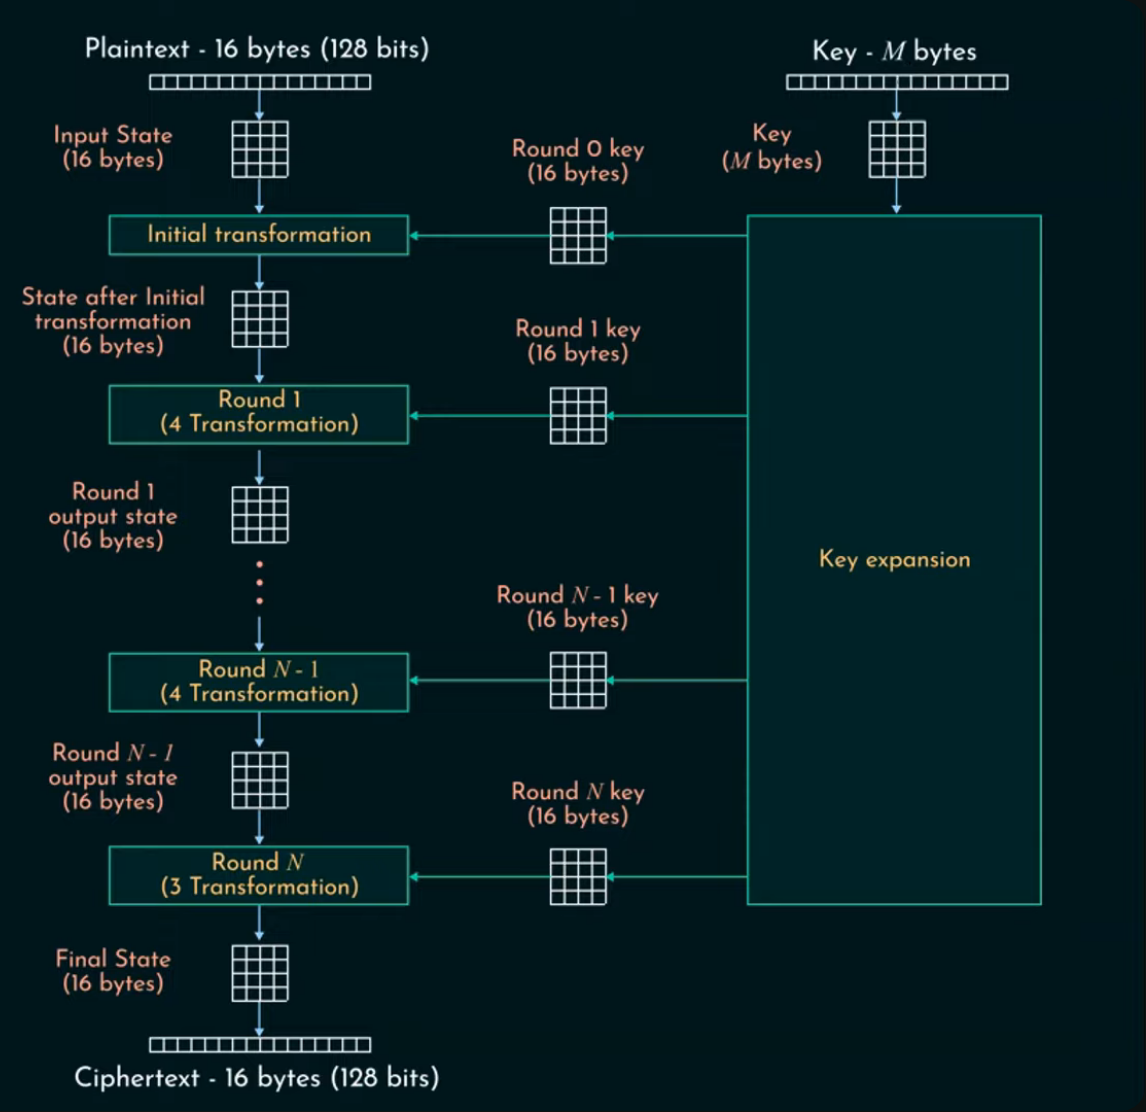 Plaintext - 16 bytes (128 bits)
Key - M bytes
Input State
(16 bytes)
Round 0 key
(16 bytes)
Key
(M bytes)
Initial transformation
State after Initial
transformation
(16 bytes)
Round 1 key
(16 bytes)
Round 1
(4 Transformation)
Round 1
output state
(16 bytes)
Key expansion
Round N - 1 key
(16 bytes)
Round N - 1
(4 Transformation)
Round N - 1
output state
(16 bytes)
Round N key
(16 bytes)
Round N
(3 Transformation)
Final State
(16 bytes)
Ciphertext - 16 bytes (128 bits)